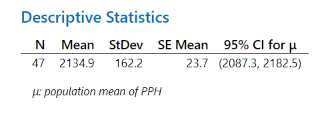 Descriptive Statistics
N Mean StDev SE Mean 95% CI for μ
47 2134.9 162.2 23.7 (2087.3, 2182.5)
μ: population mean of PPH